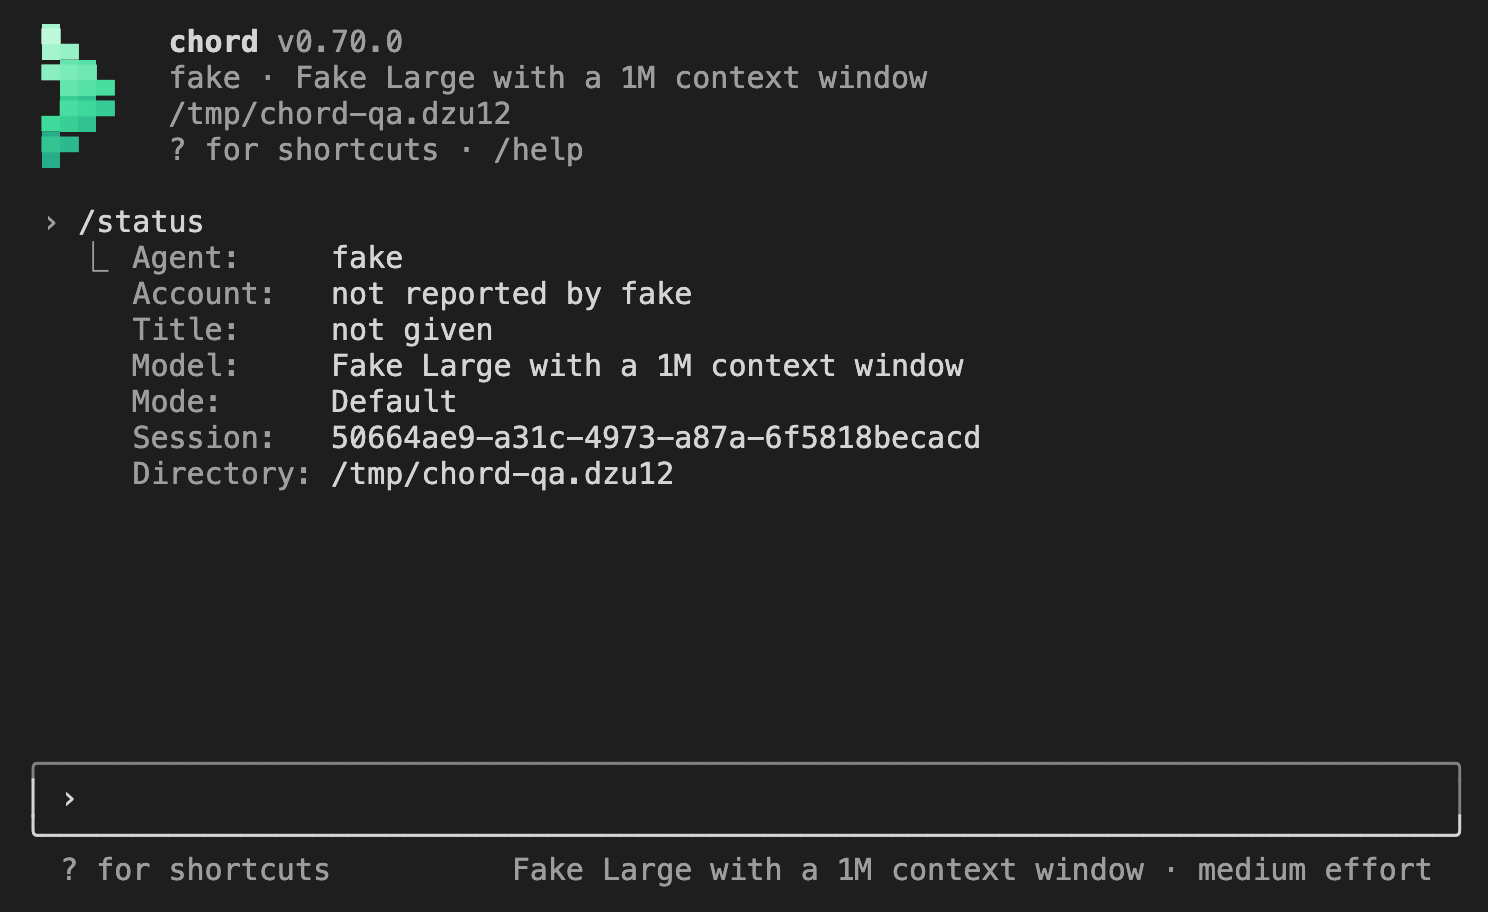 chord v0.70.0
fake · Fake Large with a 1M context window
/tmp/chord-qa.dzu12
? for shortcuts · /help
› /status
Agent: fake
Account: not reported by fake
Title: not given
Model: Fake Large with a 1M context window
Mode: Default
Session: 50664ae9-a31c-4973-a87a-6f5818becacd
Directory: /tmp/chord-qa.dzu12
›
? for shortcuts Fake Large with a 1M context window · medium effort